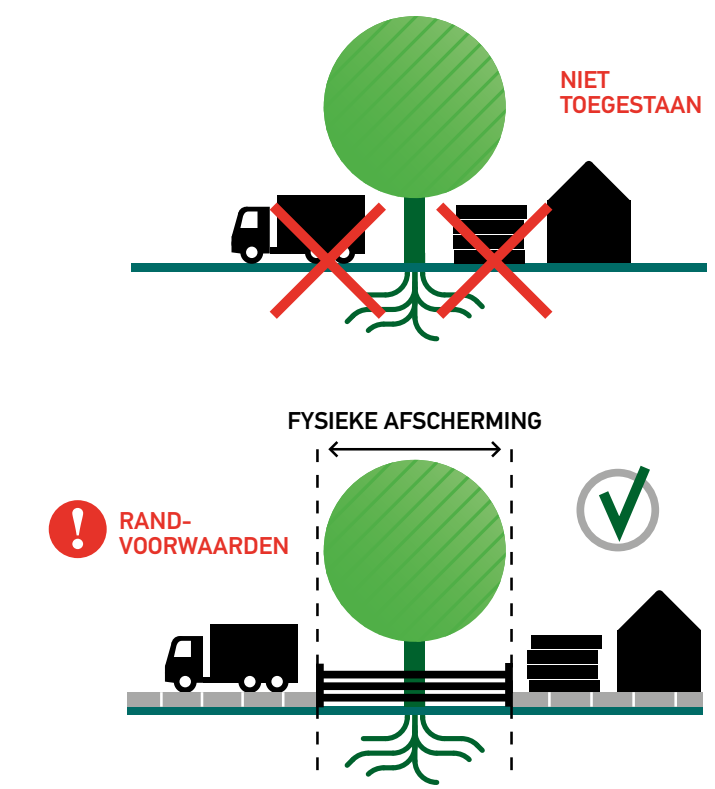 NIET
TOEGESTAAN
FYSIEKE AFSCHERMING
RAND-
VOORWAARDEN